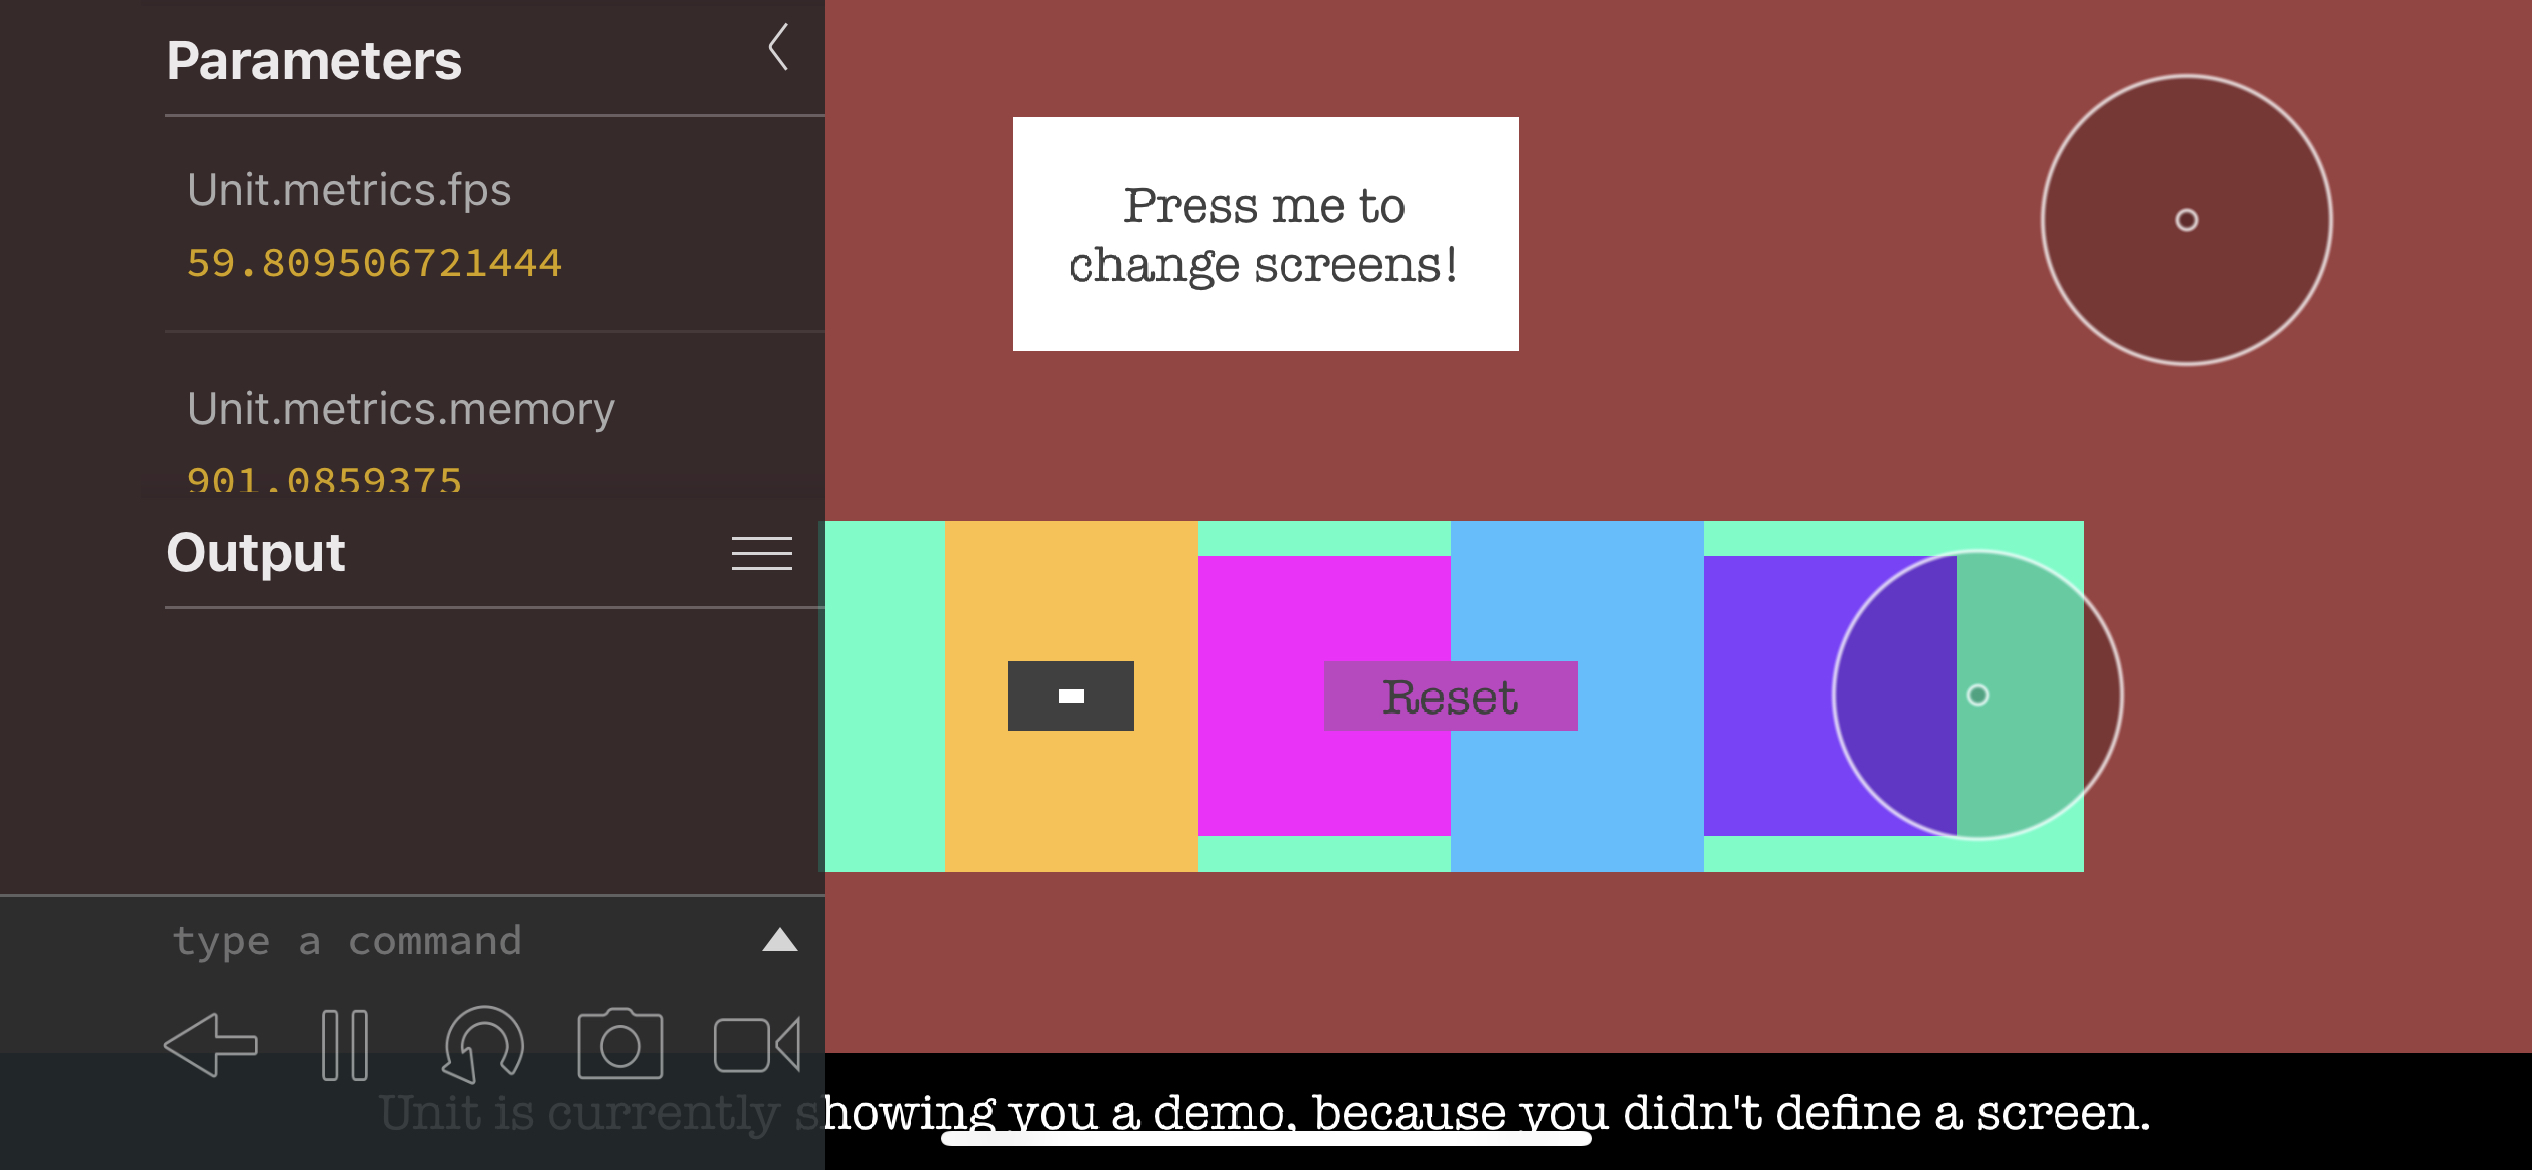 Parameters
Unit.metrics.fps
59.809506721444
Unit.metrics.memory
901.0859375
Output
type a command
Press me to
change screens!
-
Reset
Unit is currently showing you a demo, because you didn't define a screen.